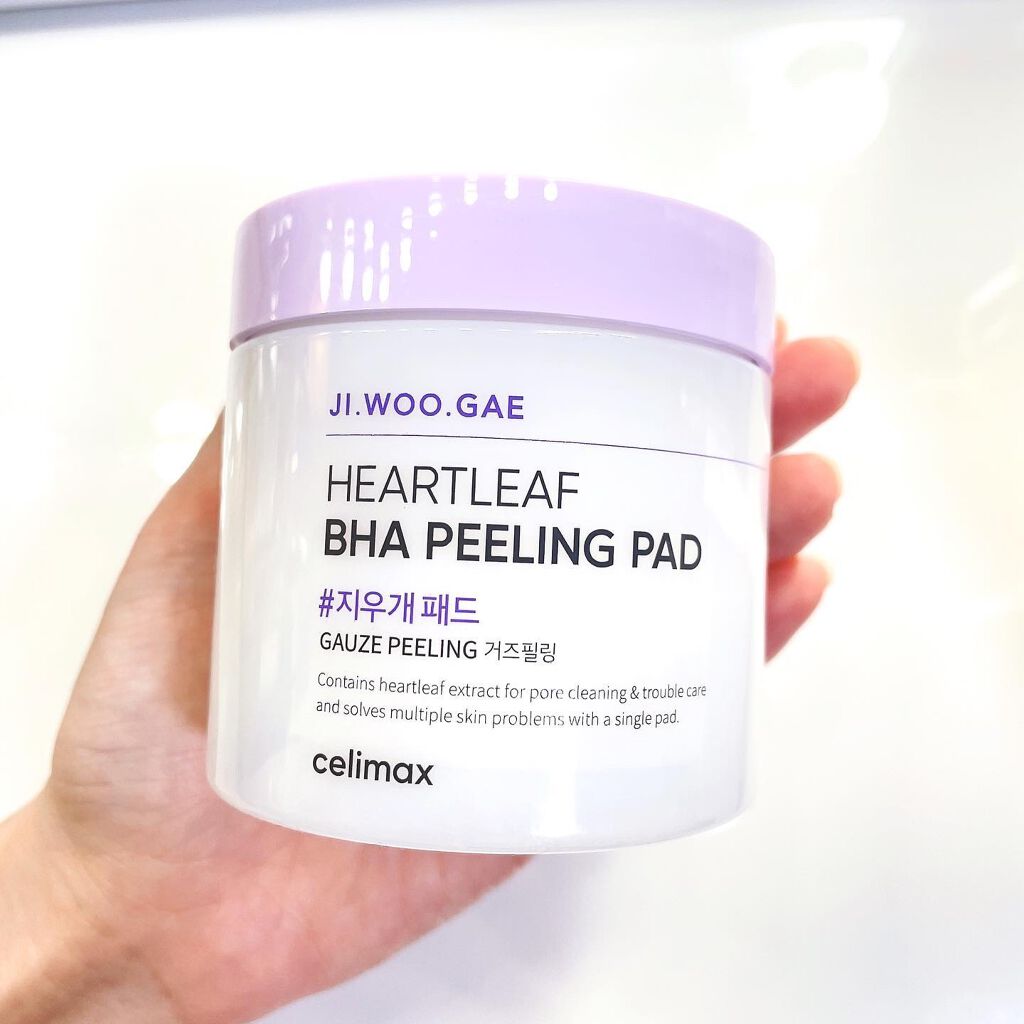 JI.WOO.GAE
HEARTLEAF
BHA PEELING PAD
#지우개 패드
GAUZE PEELING 거즈필링
Contains heartleaf extract for pore cleaning & trouble care
and solves multiple skin problems with a single pad.
celimax